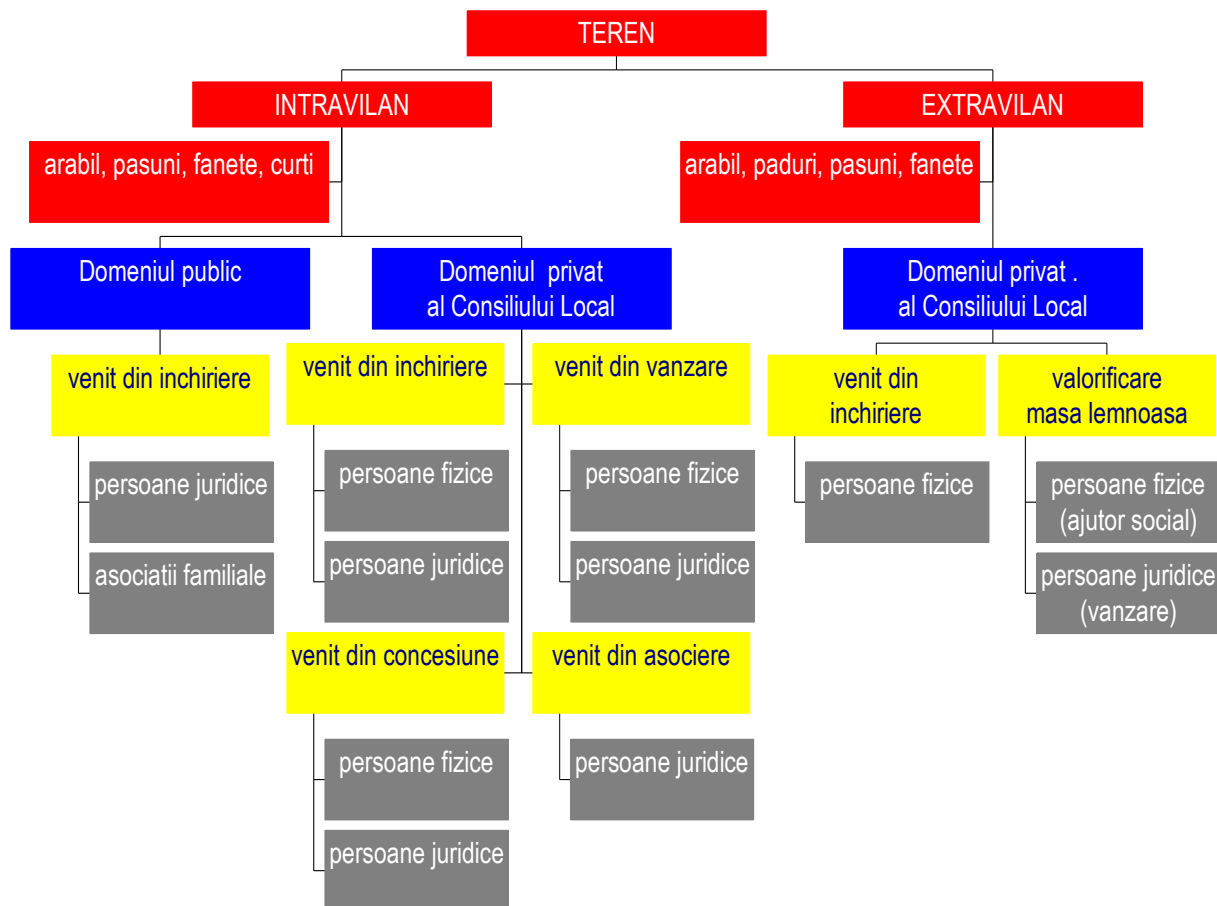 TEREN
INTRAVILAN
EXTRAVILAN
arabil, pasuni, fanete, curti
arabil, paduri, pasuni, fanete
Domeniul public
Domeniul privat
al Consiliului Local
Domeniul privat .
al Consiliului Local
venit din inchiriere
venit din inchiriere
venit din vanzare
venit din
inchiriere
valorificare
masa lemnoasa
persoane juridice
asociatii familiale
persoane fizice
persoane juridice
persoane fizice
persoane juridice
persoane fizice
persoane fizice
(ajutor social)
persoane juridice
(vanzare)
venit din concesiune
venit din asociere
persoane fizice
persoane juridice
persoane juridice